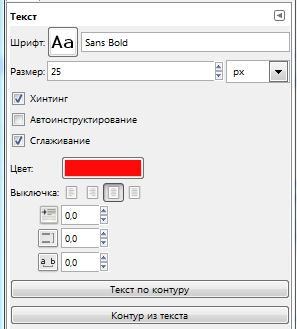 Текст
Шрифт: Aa Sans Bold
Размер: 25 px
Хинтинг
Автоинструктирование
Сглаживание
Цвет:
Выключка:
0,0
0,0
a_b 0,0
Текст по контуру
Контур из текста